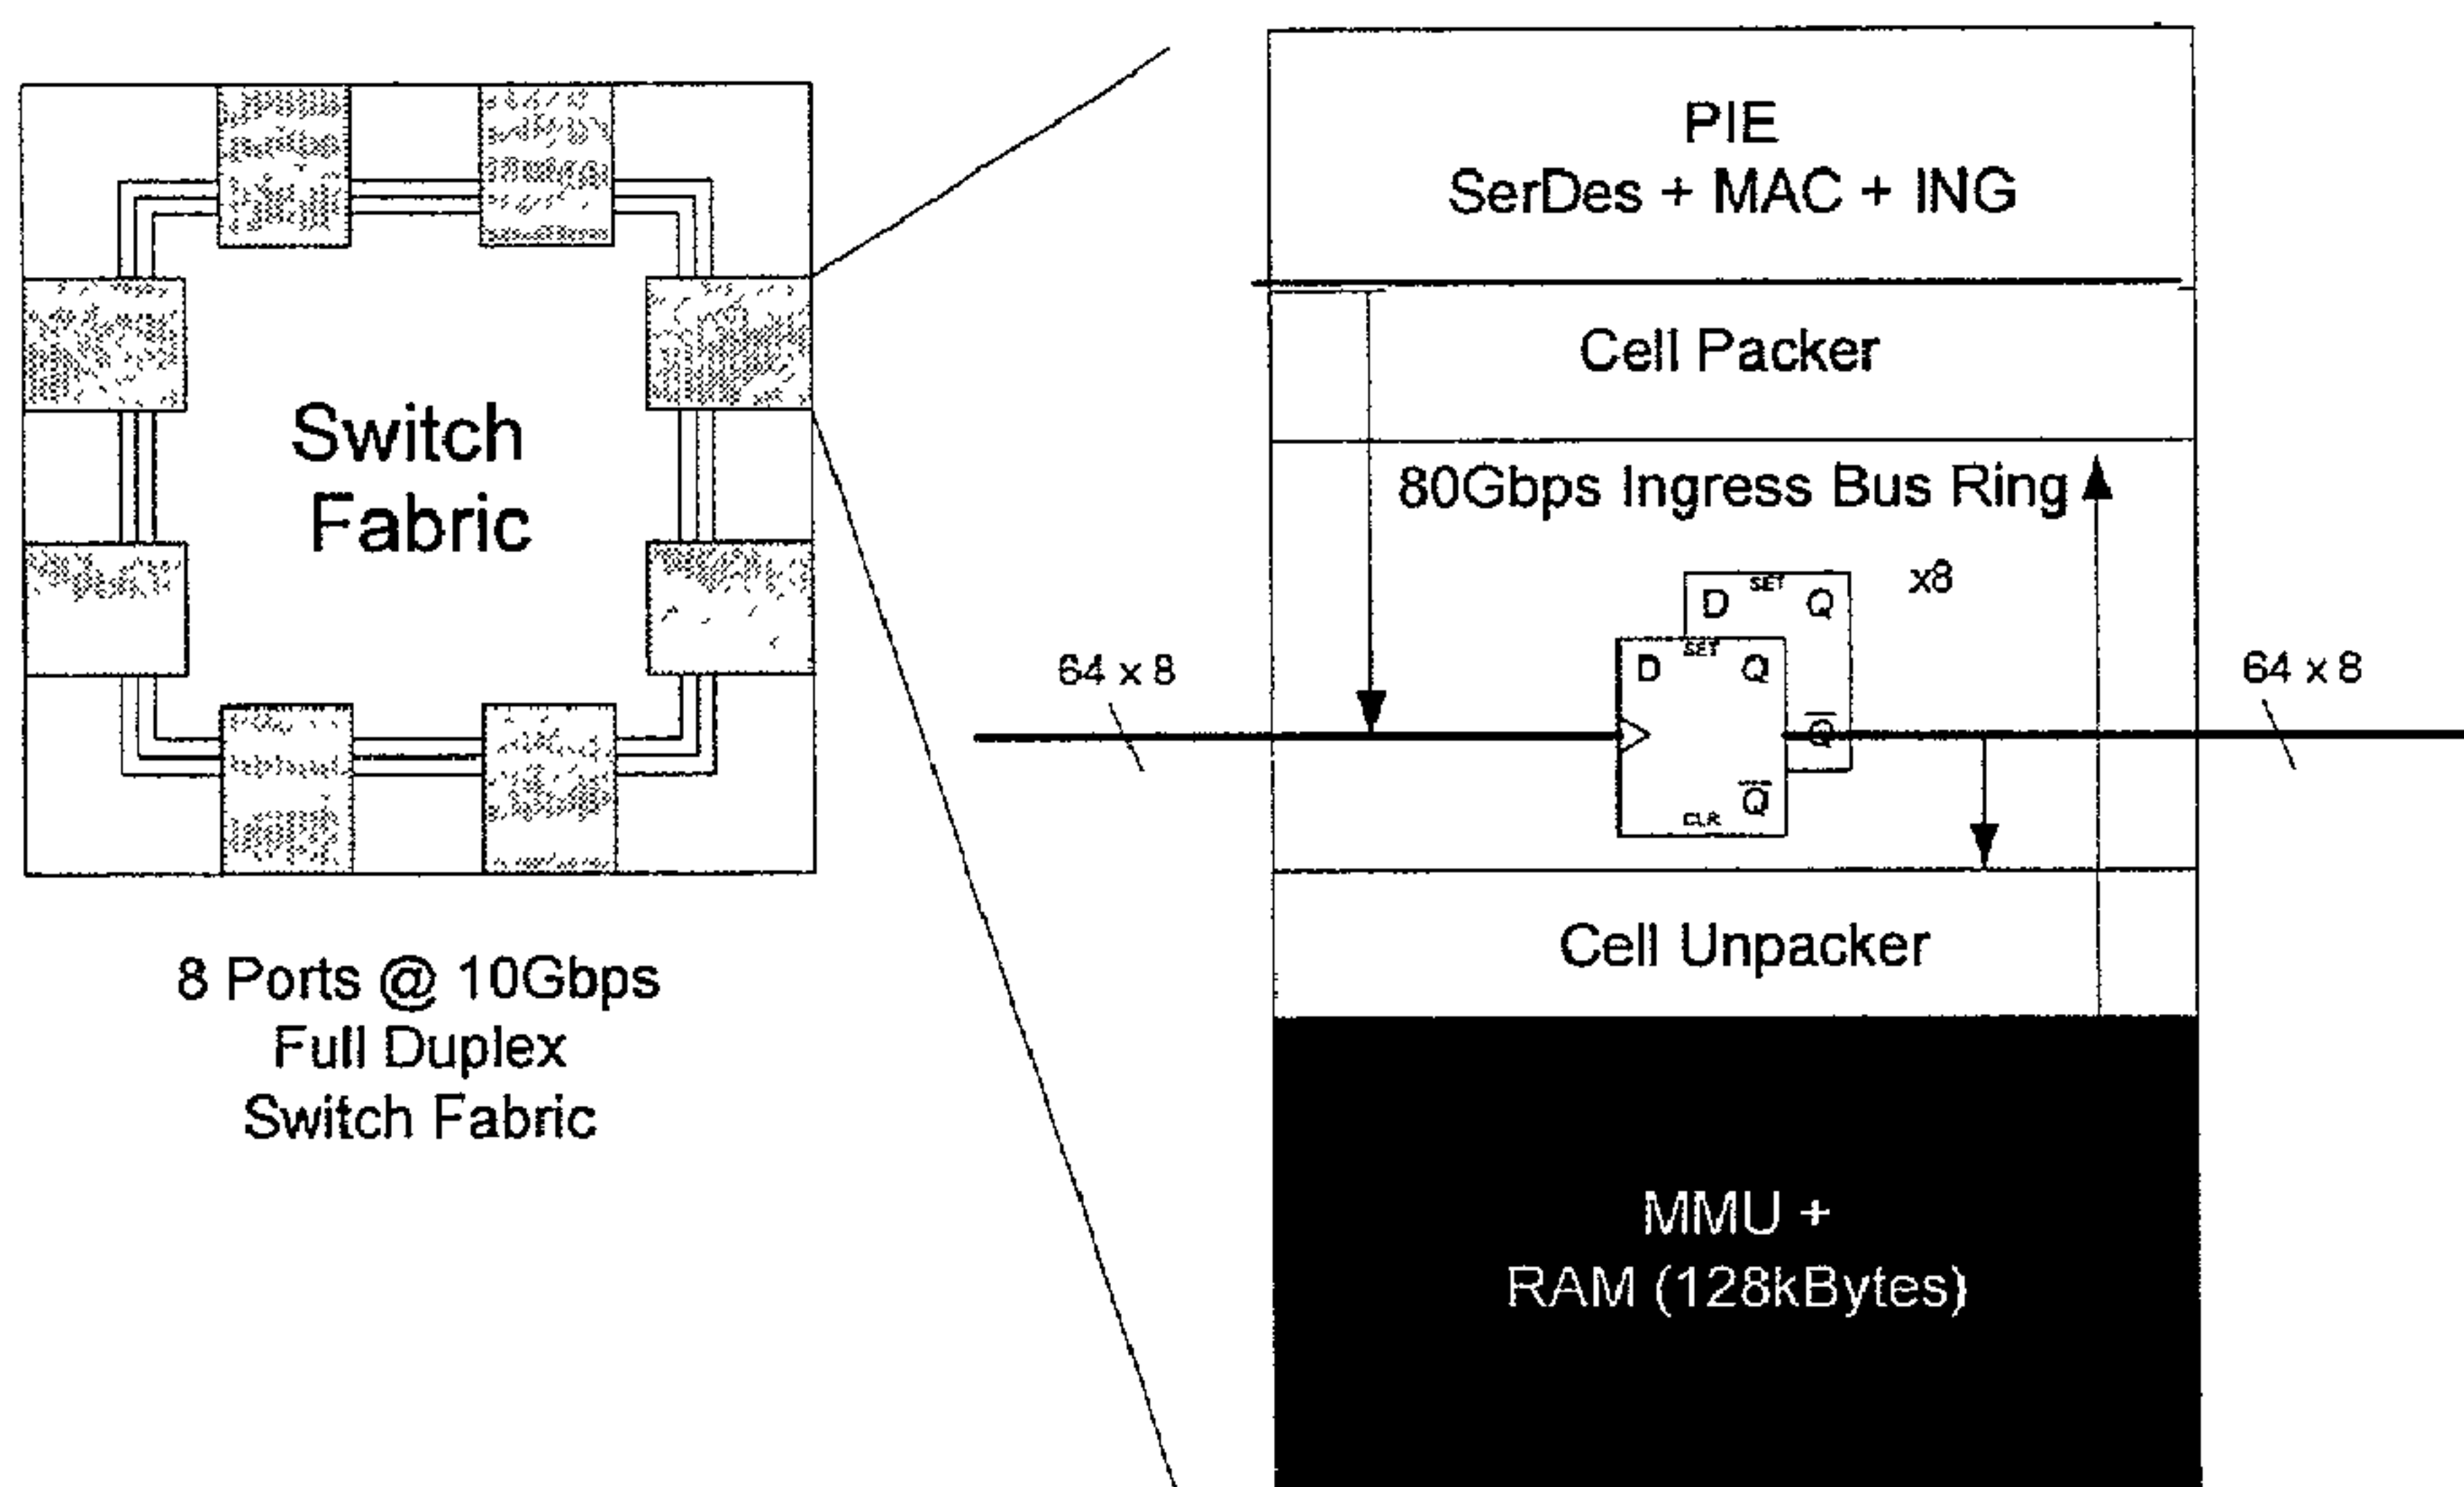 Switch
Fabric
8 Ports @ 10Gbps
Full Duplex
Switch Fabric
PIE
SerDes + MAC + ING
Cell Packer
80Gbps Ingress Bus Ring
x8
D SET Q
Q
D SET Q
CLR Q
64 x 8
64 x 8
Cell Unpacker
MMU +
RAM (128kBytes)